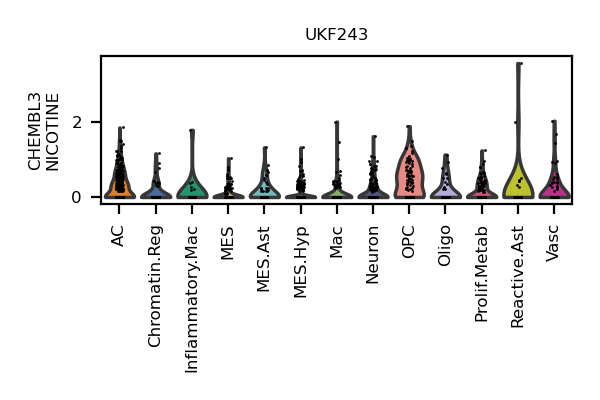 UKF243
CHEMBL3
NICOTINE
2
0
AC
Chromatin.Reg
Inflammatory.Mac
MES
MES.Ast
MES.Hyp
Mac
Neuron
OPC
Oligo
Prolif.Metab
Reactive.Ast
Vasc